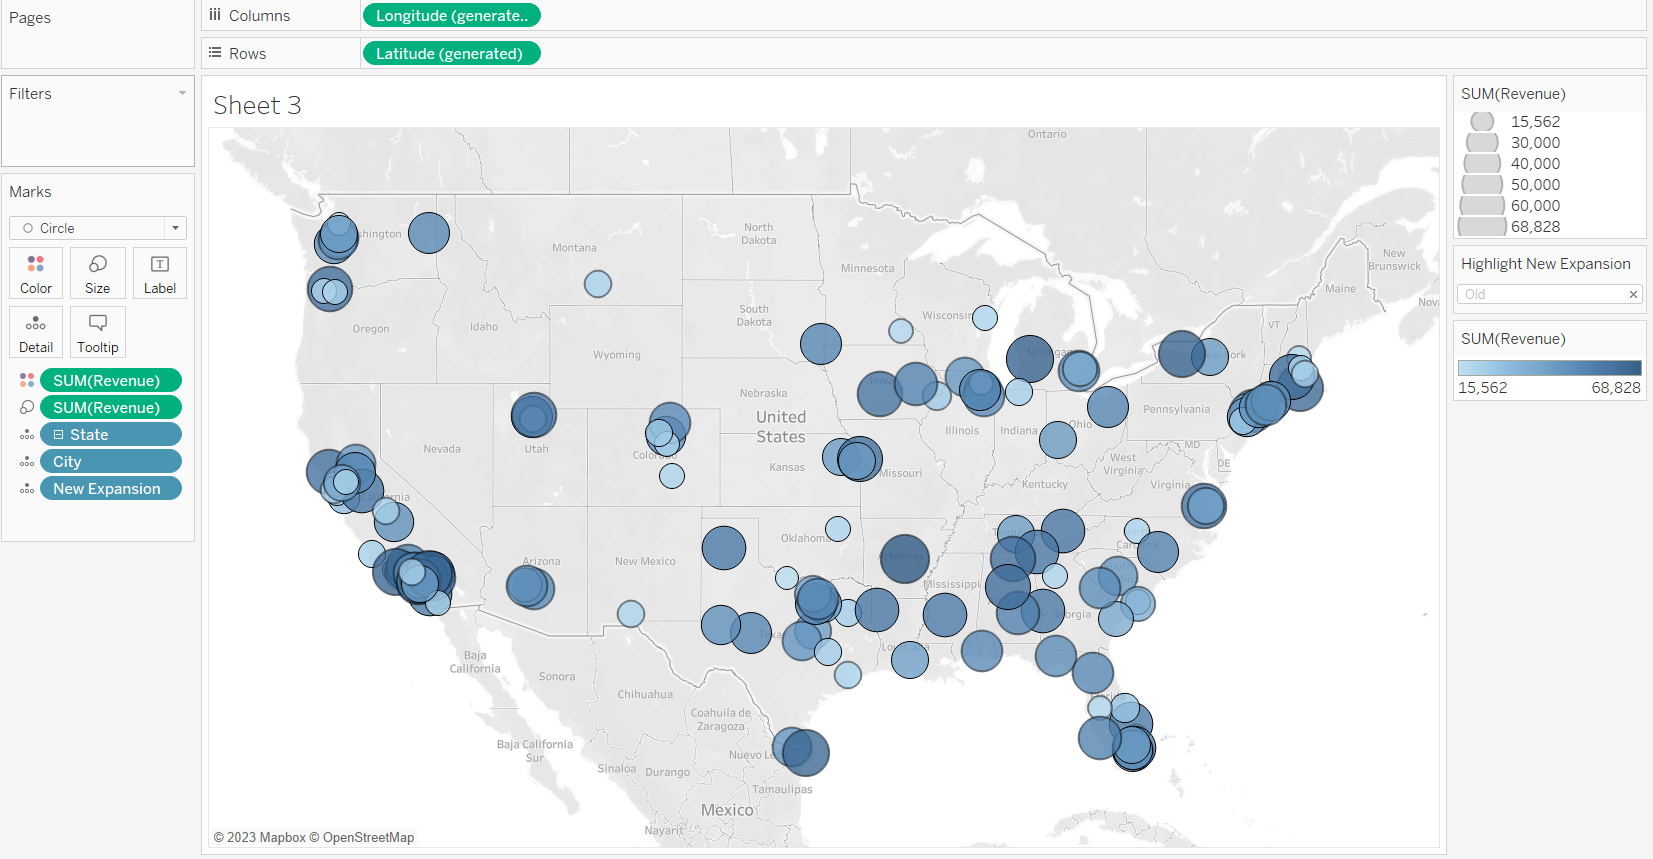 Pages
Columns
Longitude (generate..
Rows
Latitude (generated)
Filters
Marks
Circle
Color
Size
Label
Detail
Tooltip
SUM(Revenue)
SUM(Revenue)
State
City
New Expansion
Sheet 3
Ontario
shington
Montana
North
Dakota
Minnesota
New
Brunswick
Maine
Oregon
Idaho
South
Dakota
Wisconsin
Michigan
VT
Wyoming
Iowa
Nebraska
Pennsylvania
United
States
Illinois
Indiana
Ohio
Nevada
Utah
Colorado
Kansas
Missouri
West
Virginia
MD
DE
Kentucky
Virginia
Arizona
New Mexico
Oklahoma
Arkansas
Mississippi
Georgia
Texas
Louisiana
Baja
California
Sonora
Chihuahua
Coahuila de
Zaragoza
Baja California
Sur
Sinaloa
Durango
Nuevo L
Tamaulipas
Mexico
Nayarit
© 2023 Mapbox © OpenStreetMap
SUM(Revenue)
15,562
30,000
40,000
50,000
60,000
68,828
Highlight New Expansion
Old
SUM(Revenue)
15,562
68,828